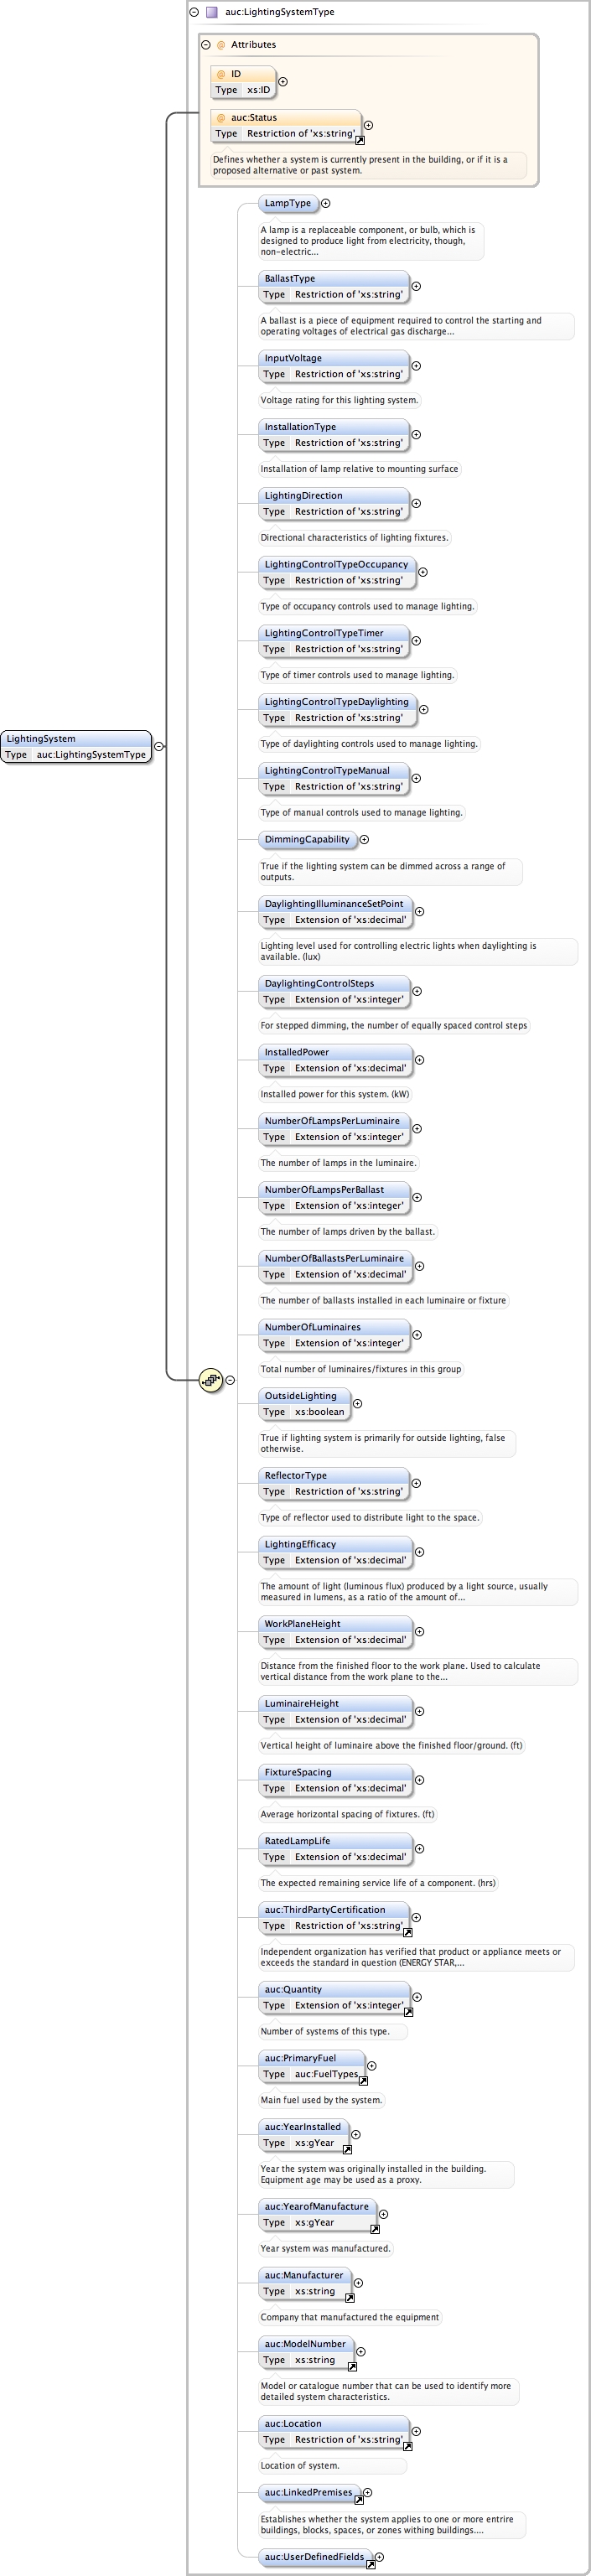 auc:LightingSystemType
@ Attributes
@ ID
Type xs:ID
@ auc:Status
Type Restriction of 'xs:string'
Defines whether a system is currently present in the building, or if it is a
proposed alternative or past system.
LampType
A lamp is a replaceable component, or bulb, which is
designed to produce light from electricity, though,
non-electric...
BallastType
Type Restriction of 'xs:string'
A ballast is a piece of equipment required to control the starting and
operating voltages of electrical gas discharge...
InputVoltage
Type Restriction of 'xs:string'
Voltage rating for this lighting system.
InstallationType
Type Restriction of 'xs:string'
Installation of lamp relative to mounting surface
LightingDirection
Type Restriction of 'xs:string'
Directional characteristics of lighting fixtures.
LightingControlTypeOccupancy
Type Restriction of 'xs:string'
Type of occupancy controls used to manage lighting.
LightingControlTypeTimer
Type Restriction of 'xs:string'
Type of timer controls used to manage lighting.
LightingControlTypeDaylighting
Type Restriction of 'xs:string'
Type of daylighting controls used to manage lighting.
LightingSystem
Type auc:LightingSystemType
LightingControlTypeManual
Type Restriction of 'xs:string'
Type of manual controls used to manage lighting.
DimmingCapability
True if the lighting system can be dimmed across a range of
outputs.
DaylightingIlluminanceSetPoint
Type Extension of 'xs:decimal'
Lighting level used for controlling electric lights when daylighting is
available. (lux)
DaylightingControlSteps
Type Extension of 'xs:integer'
For stepped dimming, the number of equally spaced control steps
InstalledPower
Type Extension of 'xs:decimal'
Installed power for this system. (kW)
NumberOfLampsPerLuminaire
Type Extension of 'xs:integer'
The number of lamps in the luminaire.
NumberOfLampsPerBallast
Type Extension of 'xs:integer'
The number of lamps driven by the ballast.
NumberOfBallastsPerLuminaire
Type Extension of 'xs:decimal'
The number of ballasts installed in each luminaire or fixture
NumberOfLuminaires
Type Extension of 'xs:integer'
Total number of luminaires/fixtures in this group
OutsideLighting
Type xs:boolean
True if lighting system is primarily for outside lighting, false
otherwise.
ReflectorType
Type Restriction of 'xs:string'
Type of reflector used to distribute light to the space.
LightingEfficacy
Type Extension of 'xs:decimal'
The amount of light (luminous flux) produced by a light source, usually
measured in lumens, as a ratio of the amount of...
WorkPlaneHeight
Type Extension of 'xs:decimal'
Distance from the finished floor to the work plane. Used to calculate
vertical distance from the work plane to the...
LuminaireHeight
Type Extension of 'xs:decimal'
Vertical height of luminaire above the finished floor/ground. (ft)
FixtureSpacing
Type Extension of 'xs:decimal'
Average horizontal spacing of fixtures. (ft)
RatedLampLife
Type Extension of 'xs:decimal'
The expected remaining service life of a component. (hrs)
auc:ThirdPartyCertification
Type Restriction of 'xs:string'
Independent organization has verified that product or appliance meets or
exceeds the standard in question (ENERGY STAR,...
auc:Quantity
Type Extension of 'xs:integer'
Number of systems of this type.
auc:PrimaryFuel
Type auc:FuelTypes
Main fuel used by the system.
auc:YearInstalled
Type xs:gYear
Year the system was originally installed in the building.
Equipment age may be used as a proxy.
auc:YearofManufacture
Type xs:gYear
Year system was manufactured.
auc:Manufacturer
Type xs:string
Company that manufactured the equipment
auc:ModelNumber
Type xs:string
Model or catalogue number that can be used to identify more
detailed system characteristics.
auc:Location
Type Restriction of 'xs:string'
Location of system.
auc:LinkedPremises
Establishes whether the system applies to one or more entrire
buildings, blocks, spaces, or zones withing buildings....
auc:UserDefinedFields